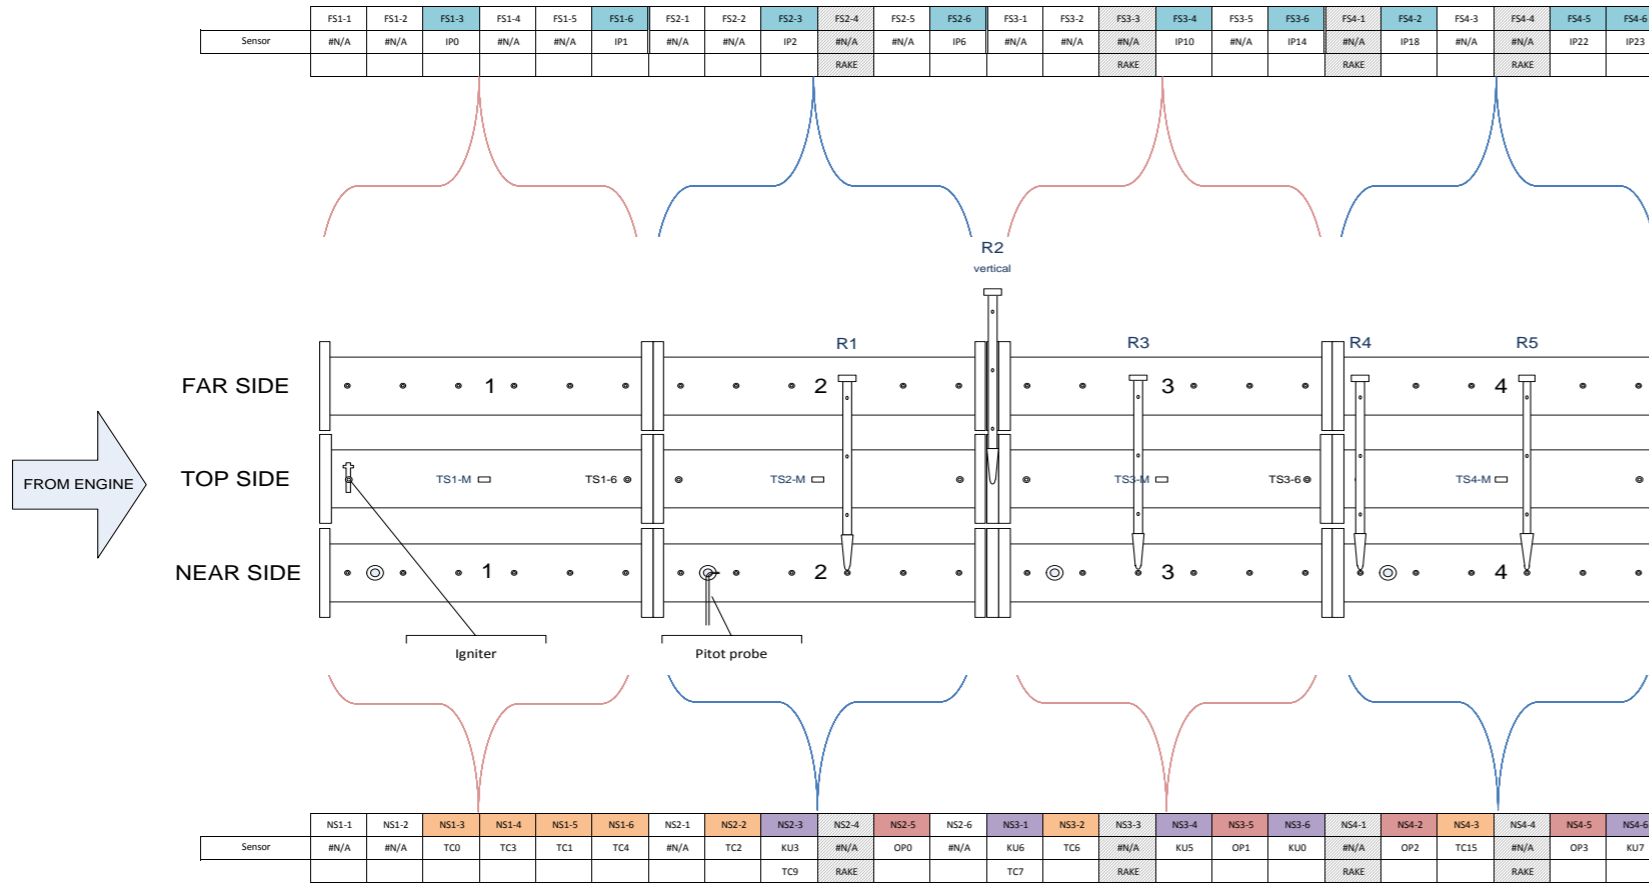 FS1-1 FS1-2 FS1-3 FS1-4 FS1-5 FS1-6 FS2-1 FS2-2 FS2-3 FS2-4 FS2-5 FS2-6 FS3-1 FS3-2 FS3-3 FS3-4 FS3-5 FS3-6 FS4-1 FS4-2 FS4-3 FS4-4 FS4-5 FS4-6
Sensor #N/A #N/A IP0 #N/A #N/A IP1 #N/A #N/A IP2 #N/A #N/A IP6 #N/A #N/A #N/A IP10 #N/A IP14 #N/A IP18 #N/A #N/A IP22 IP23
RAKE RAKE RAKE RAKE
R2
vertical
R1 R3 R4 R5
FAR SIDE 1 2 3 4
FROM ENGINE TOP SIDE TS1-M TS1-6 TS2-M TS3-M TS3-6 TS4-M
NEAR SIDE 1 2 3 4
Igniter Pitot probe
NS1-1 NS1-2 NS1-3 NS1-4 NS1-5 NS1-6 NS2-1 NS2-2 NS2-3 NS2-4 NS2-5 NS2-6 NS3-1 NS3-2 NS3-3 NS3-4 NS3-5 NS3-6 NS4-1 NS4-2 NS4-3 NS4-4 NS4-5 NS4-6
Sensor #N/A #N/A TC0 TC3 TC1 TC4 #N/A TC2 KU3 #N/A OP0 #N/A KU6 TC6 #N/A KU5 OP1 KU0 #N/A OP2 TC15 #N/A OP3 KU7
TC9 RAKE TC7 RAKE RAKE RAKE